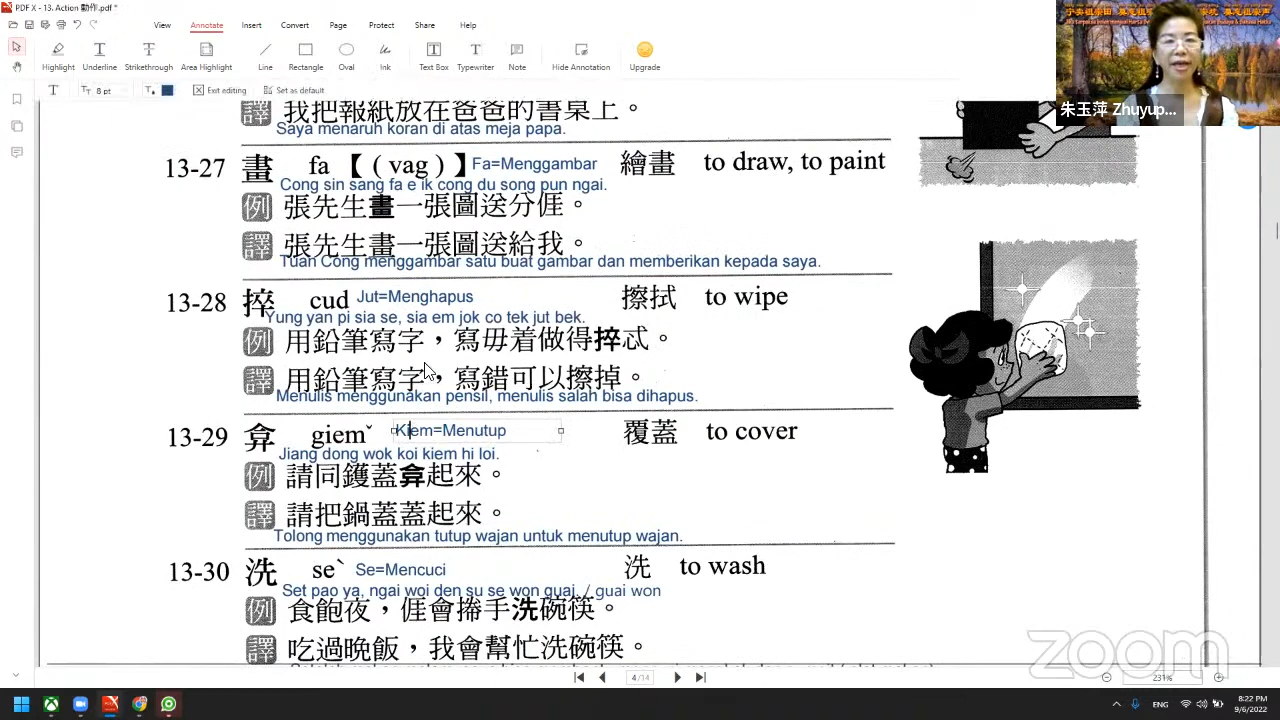 PDF X - 13. Action 動作.pdf *
View Annotate Insert Convert Page Protect Share Help
Highlight Underline Strikethrough Area Highlight Line Rectangle Oval Ink Text Box Typewriter Note Hide Annotation Upgrade
8 pt Exit editing Set as default
朱玉萍 Zhuyup...
譯 我把報紙放在爸爸的書桌上。
Saya menaruh koran di atas meja papa.
13-27 畫 fa 【 ( vag ) 】 Fa=Menggambar 繪畫 to draw, to paint
Cong sin sang fa e ik cong du song pun ngai.
例 張先生畫一張圖送分𠊎。
譯 張先生畫一張圖送給我。
Tuan Cong menggambar satu buat gambar dan memberikan kepada saya.
13-28 捽 cud Jut=Menghapus 擦拭 to wipe
Yung yan pi sia se, sia em jok co tek jut bek.
例 用鉛筆寫字，寫毋着做得捽忒。
譯 用鉛筆寫字，寫錯可以擦掉。
Menulis menggunakan pensil, menulis salah bisa dihapus.
13-29 弇 giemˇ Kiem=Menutup 覆蓋 to cover
Jiang dong wok koi kiem hi loi.
例 請同鑊蓋弇起來。
譯 請把鍋蓋蓋起來。
Tolong menggunakan tutup wajan untuk menutup wajan.
13-30 洗 seˋ Se=Mencuci 洗 to wash
Set pao ya, ngai woi den su se won guai. / guai won
例 食飽夜，𠊎會𢭃手洗碗筷。
譯 吃過晚飯，我會幫忙洗碗筷。
zoom
4 /14
231%
ENG
8:22 PM
9/6/2022